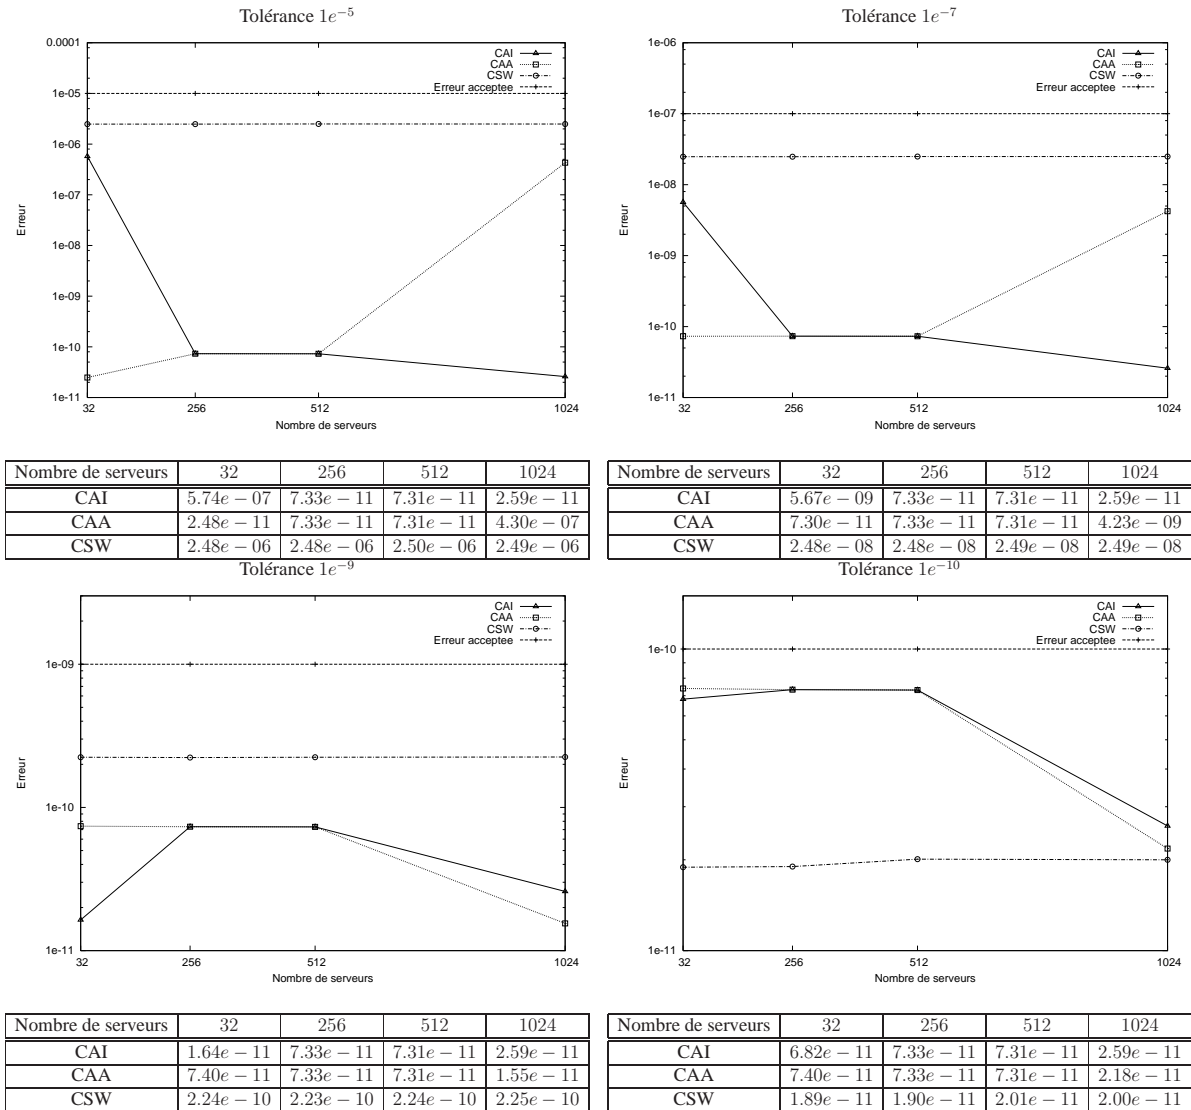 Tolérance 1e⁻⁵
0.0001
1e-05
1e-06
1e-07
1e-08
1e-09
1e-10
1e-11
Erreur
CAI
CAA
CSW
Erreur acceptee
32 256 512 1024
Nombre de serveurs
Nombre de serveurs 32 256 512 1024
CAI 5.74e − 07 7.33e − 11 7.31e − 11 2.59e − 11
CAA 2.48e − 11 7.33e − 11 7.31e − 11 4.30e − 07
CSW 2.48e − 06 2.48e − 06 2.50e − 06 2.49e − 06
Tolérance 1e⁻⁷
1e-06
1e-07
1e-08
1e-09
1e-10
1e-11
Erreur
CAI
CAA
CSW
Erreur acceptee
32 256 512 1024
Nombre de serveurs
Nombre de serveurs 32 256 512 1024
CAI 5.67e − 09 7.33e − 11 7.31e − 11 2.59e − 11
CAA 7.30e − 11 7.33e − 11 7.31e − 11 4.23e − 09
CSW 2.48e − 08 2.48e − 08 2.49e − 08 2.49e − 08
Tolérance 1e⁻⁹
1e-09
1e-10
1e-11
Erreur
CAI
CAA
CSW
Erreur acceptee
32 256 512 1024
Nombre de serveurs
Nombre de serveurs 32 256 512 1024
CAI 1.64e − 11 7.33e − 11 7.31e − 11 2.59e − 11
CAA 7.40e − 11 7.33e − 11 7.31e − 11 1.55e − 11
CSW 2.24e − 10 2.23e − 10 2.24e − 10 2.25e − 10
Tolérance 1e⁻¹⁰
1e-10
1e-11
Erreur
CAI
CAA
CSW
Erreur acceptee
32 256 512 1024
Nombre de serveurs
Nombre de serveurs 32 256 512 1024
CAI 6.82e − 11 7.33e − 11 7.31e − 11 2.59e − 11
CAA 7.40e − 11 7.33e − 11 7.31e − 11 2.18e − 11
CSW 1.89e − 11 1.90e − 11 2.01e − 11 2.00e − 11